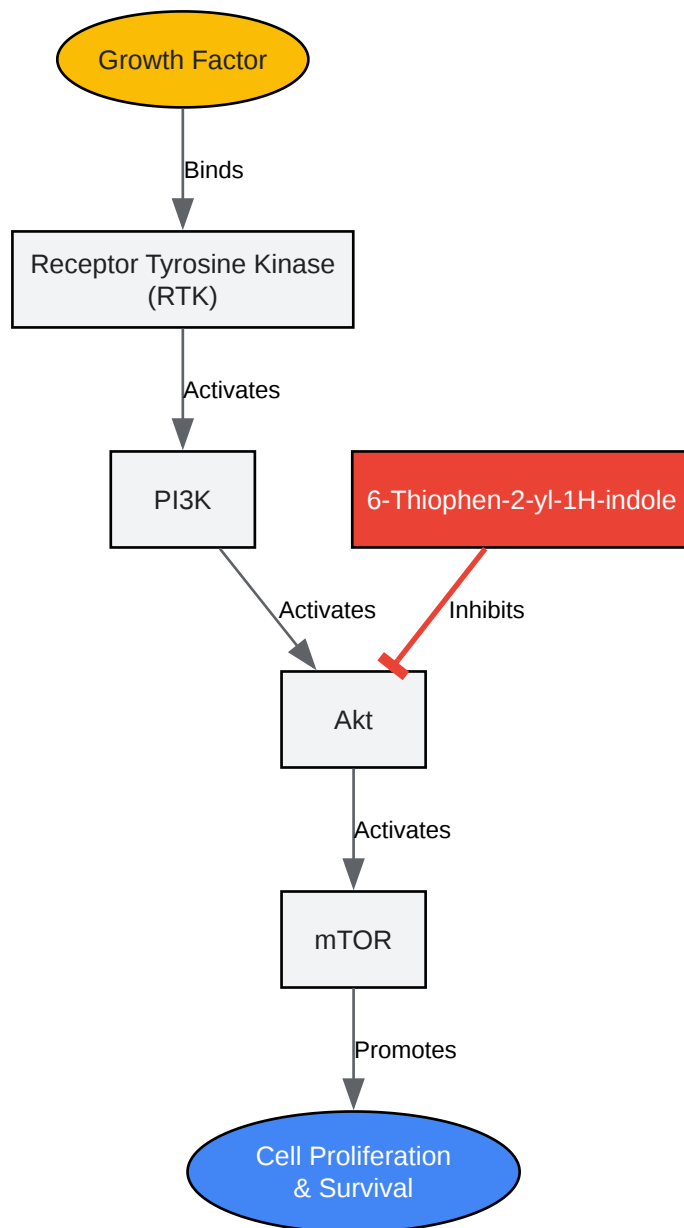 Growth Factor
Binds
Receptor Tyrosine Kinase
(RTK)
Activates
PI3K
6-Thiophen-2-yl-1H-indole
Activates
Inhibits
Akt
Activates
mTOR
Promotes
Cell Proliferation
& Survival